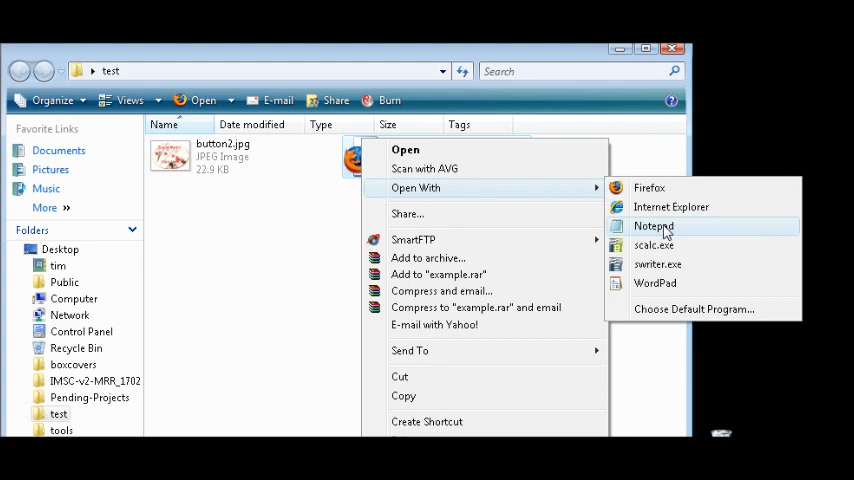 test
Search
Organize
Views
Open
E-mail
Share
Burn
Favorite Links
Documents
Pictures
Music
More »
Folders
Desktop
tim
Public
Computer
Network
Control Panel
Recycle Bin
boxcovers
IMSC-v2-MRR_1702
Pending-Projects
test
tools
Name
Date modified
Type
Size
Tags
button2.jpg
JPEG Image
22.9 KB
Open
Scan with AVG
Open With
Share...
SmartFTP
Add to archive...
Add to "example.rar"
Compress and email...
Compress to "example.rar" and email
E-mail with Yahoo!
Send To
Cut
Copy
Create Shortcut
Firefox
Internet Explorer
Notepad
scalc.exe
swriter.exe
WordPad
Choose Default Program...